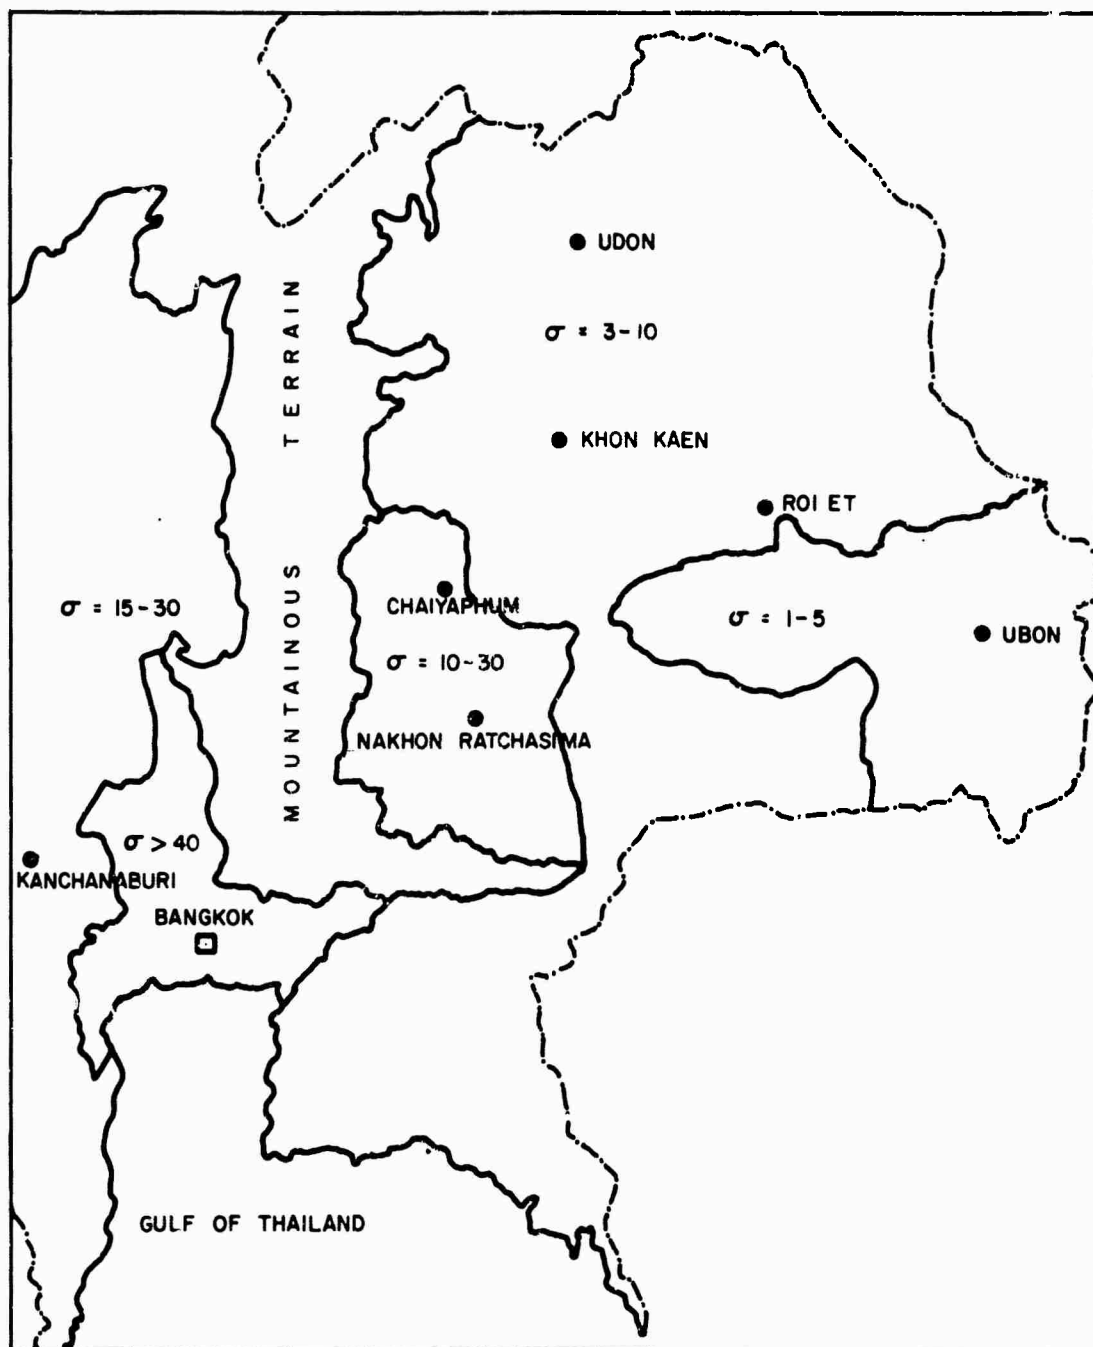 UDON
σ = 3-10
TERRAIN
KHON KAEN
ROI ET
MOUNTAINOUS
CHAIYAPHUM
σ = 15-30
σ = 1-5
UBON
σ = 10-30
NAKHON RATCHASIMA
σ > 40
KANCHANABURI
BANGKOK
GULF OF THAILAND